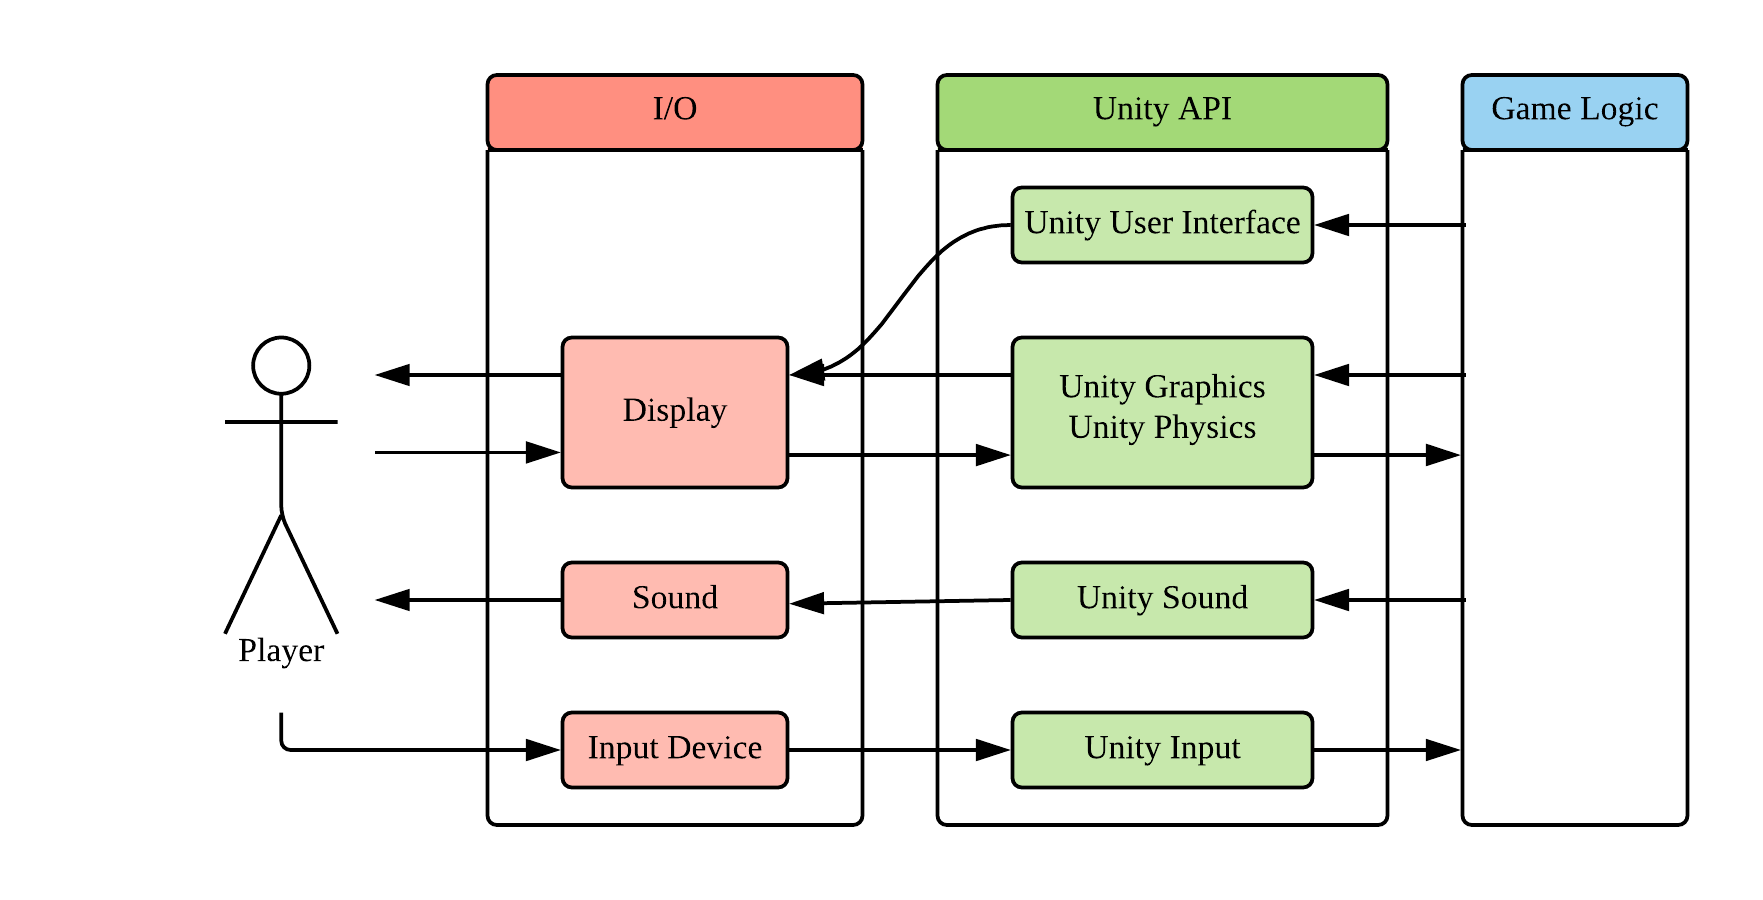 I/O
Unity API
Game Logic
Unity User Interface
Display
Unity Graphics
Unity Physics
Sound
Unity Sound
Player
Input Device
Unity Input